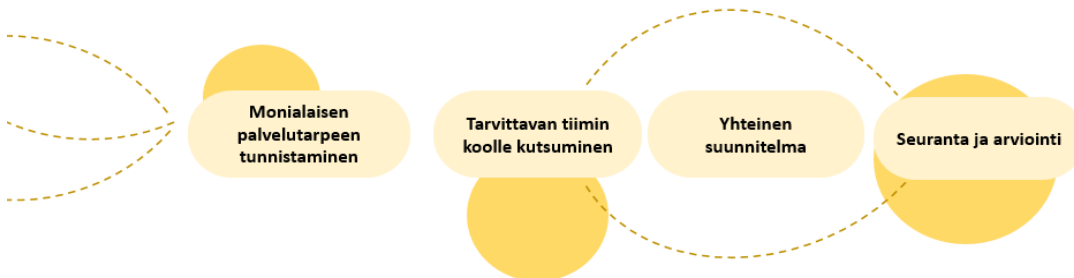 Monialaisen
palvelutarpeen
tunnistaminen
Tarvittavan tiimin
koolle kutsuminen
Yhteinen
suunnitelma
Seuranta ja arviointi